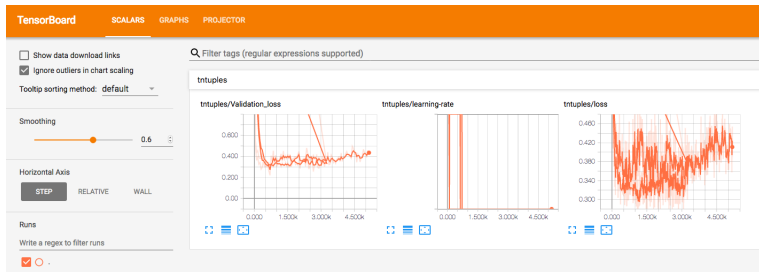 TensorBoard SCALARS GRAPHS PROJECTOR
Show data download links
Ignore outliers in chart scaling
Tooltip sorting method: default
Smoothing
0.6
Horizontal Axis
STEP RELATIVE WALL
Runs
Write a regex to filter runs
Filter tags (regular expressions supported)
tntuples
tntuples/Validation_loss
0.600
0.400
0.200
0.00
0.000 1.500k 3.000k 4.500k
tntuples/learning-rate
0.000 1.500k 3.000k 4.500k
tntuples/loss
0.460
0.420
0.380
0.340
0.300
0.000 1.500k 3.000k 4.500k